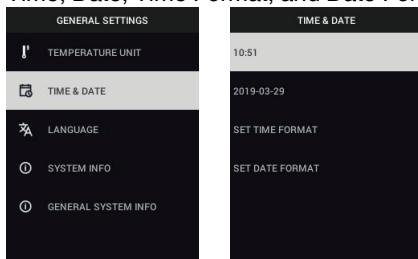 Time, Date, Time Format, and Date For
GENERAL SETTINGS
TEMPERATURE UNIT
TIME & DATE
LANGUAGE
SYSTEM INFO
GENERAL SYSTEM INFO
TIME & DATE
10:51
2019-03-29
SET TIME FORMAT
SET DATE FORMAT